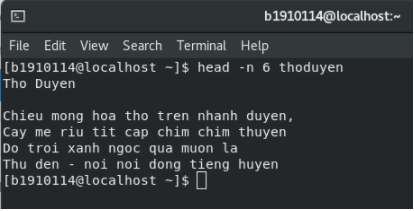 b1910114@localhost:~
File Edit View Search Terminal Help
[b1910114@localhost ~]$ head -n 6 thoduyen
Tho Duyen

Chieu mong hoa tho tren nhanh duyen,
Cay me riu tit cap chim chim thuyen
Do troi xanh ngoc qua muon la
Thu den - noi noi dong tieng huyen
[b1910114@localhost ~]$